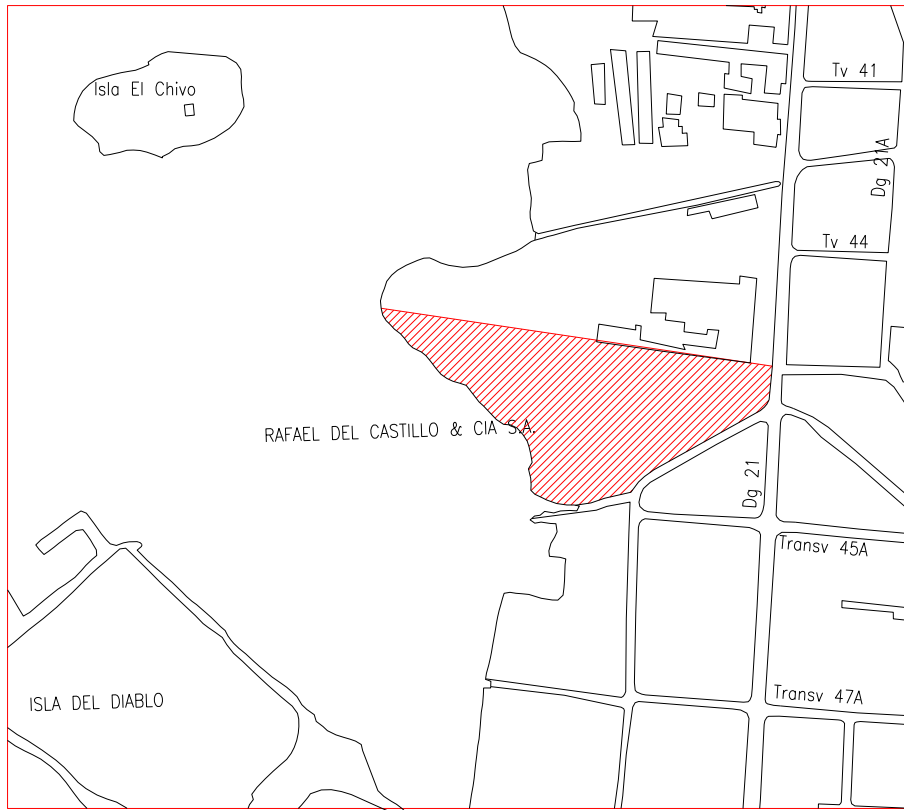 Tv 41
Isla El Chivo
Dg 21A
Tv 44
RAFAEL DEL CASTILLO & CIA S.A.
Dg 21
Transv 45A
Transv 47A
ISLA DEL DIABLO